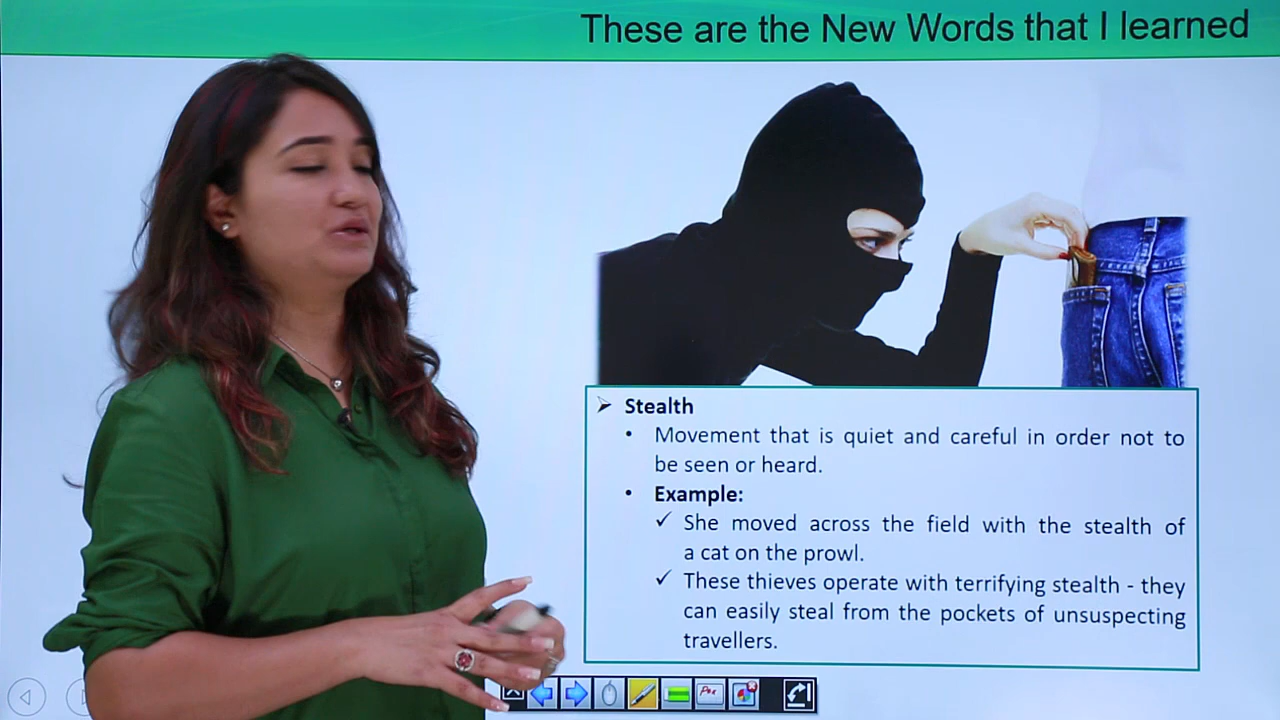 These are the New Words that I learned
Stealth
Movement that is quiet and careful in order not to
be seen or heard.
Example:
She moved across the field with the stealth of
a cat on the prowl.
These thieves operate with terrifying stealth - they
can easily steal from the pockets of unsuspecting
travellers.